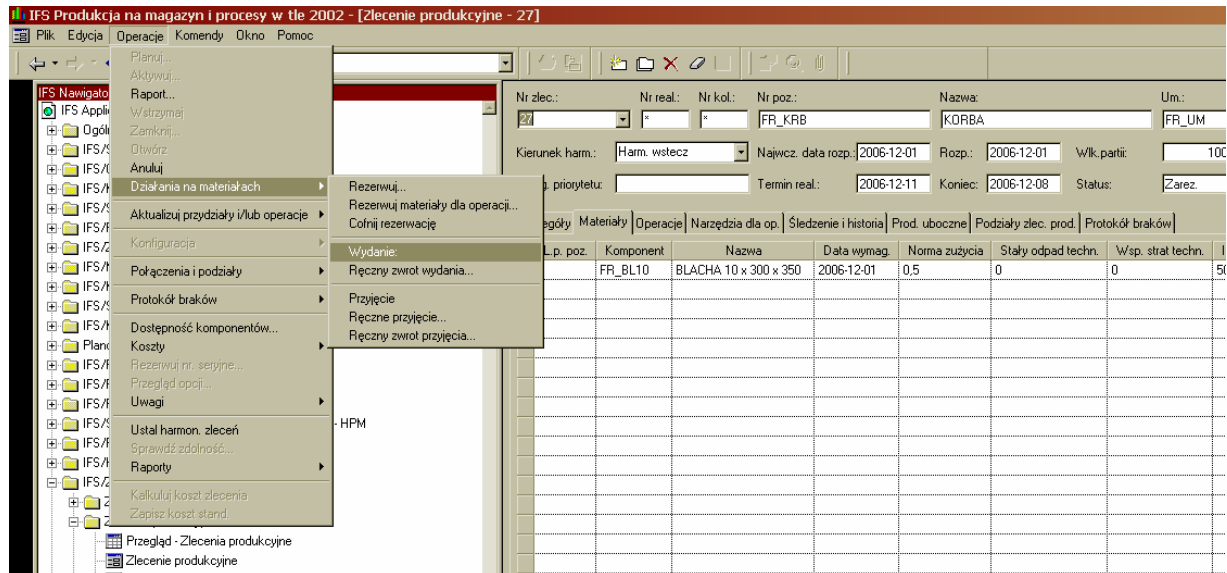 IFS Produkcja na magazyn i procesy w tle 2002 - [Zlecenie produkcyjne - 27]
Plik Edycja Operacje Komendy Okno Pomoc
Planuj...
Aktywuj...
Raport...
Wstrzymaj
Zamknij...
Otwórz
Anuluj
Działania na materiałach
Aktualizuj przydziały i/lub operacje
Konfiguracja
Połączenia i podziały
Protokół braków
Dostępność komponentów...
Koszty
Rezerwuj nr. seryjne...
Przegląd opcji...
Uwagi
Ustal harmon. zleceń
Sprawdź zdolność...
Raporty
Kalkuluj koszt zlecenia
Zapisz koszt stand.
Rezerwuj...
Rezerwuj materiały dla operacji...
Cofnij rezerwację
Wydanie:
Ręczny zwrot wydania...
Przyjęcie
Ręczne przyjęcie...
Ręczny zwrot przyjęcia...
IFS Nawigato
IFS Appli
Ogóln
IFS/S
- HPM
Przegląd - Zlecenia produkcyjne
Zlecenie produkcyjne
Nr zlec.: Nr real.: Nr kol.: Nr poz.: Nazwa: Um.:
27 * * FR_KRB KORBA FR_UM
Kierunek harm.: Harm. wstecz Najwcz. data rozp.: 2006-12-01 Rozp.: 2006-12-01 Wlk.partii: 100
. priorytetu: Termin real.: 2006-12-11 Koniec: 2006-12-08 Status: Zarez.
egóły Materiały Operacje Narzędzia dla op. Śledzenie i historia Prod. uboczne Podziały zlec. prod. Protokół braków
L.p. poz. Komponent Nazwa Data wymag. Norma zużycia Stały odpad techn. Wsp. strat techn.
FR_BL10 BLACHA 10 x 300 x 350 2006-12-01 0,5 0 0 50